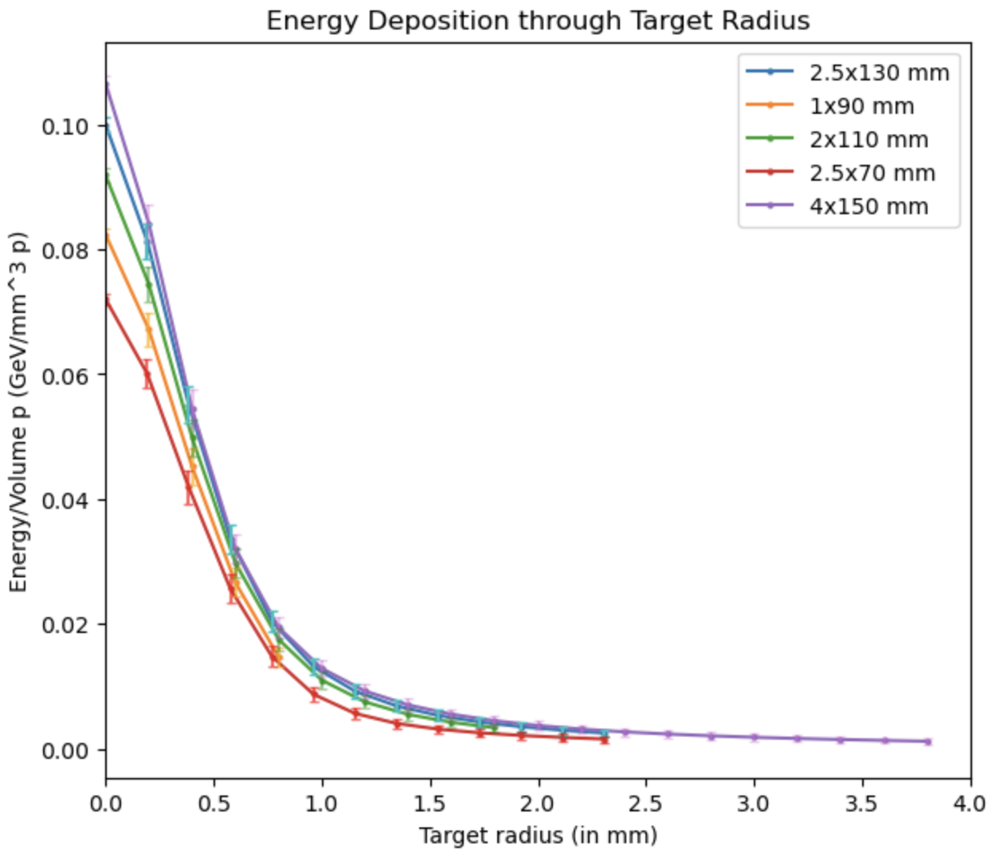 Energy Deposition through Target Radius
2.5x130 mm
1x90 mm
2x110 mm
2.5x70 mm
4x150 mm
Energy/Volume p (GeV/mm^3 p)
0.10
0.08
0.06
0.04
0.02
0.00
0.0 0.5 1.0 1.5 2.0 2.5 3.0 3.5 4.0
Target radius (in mm)